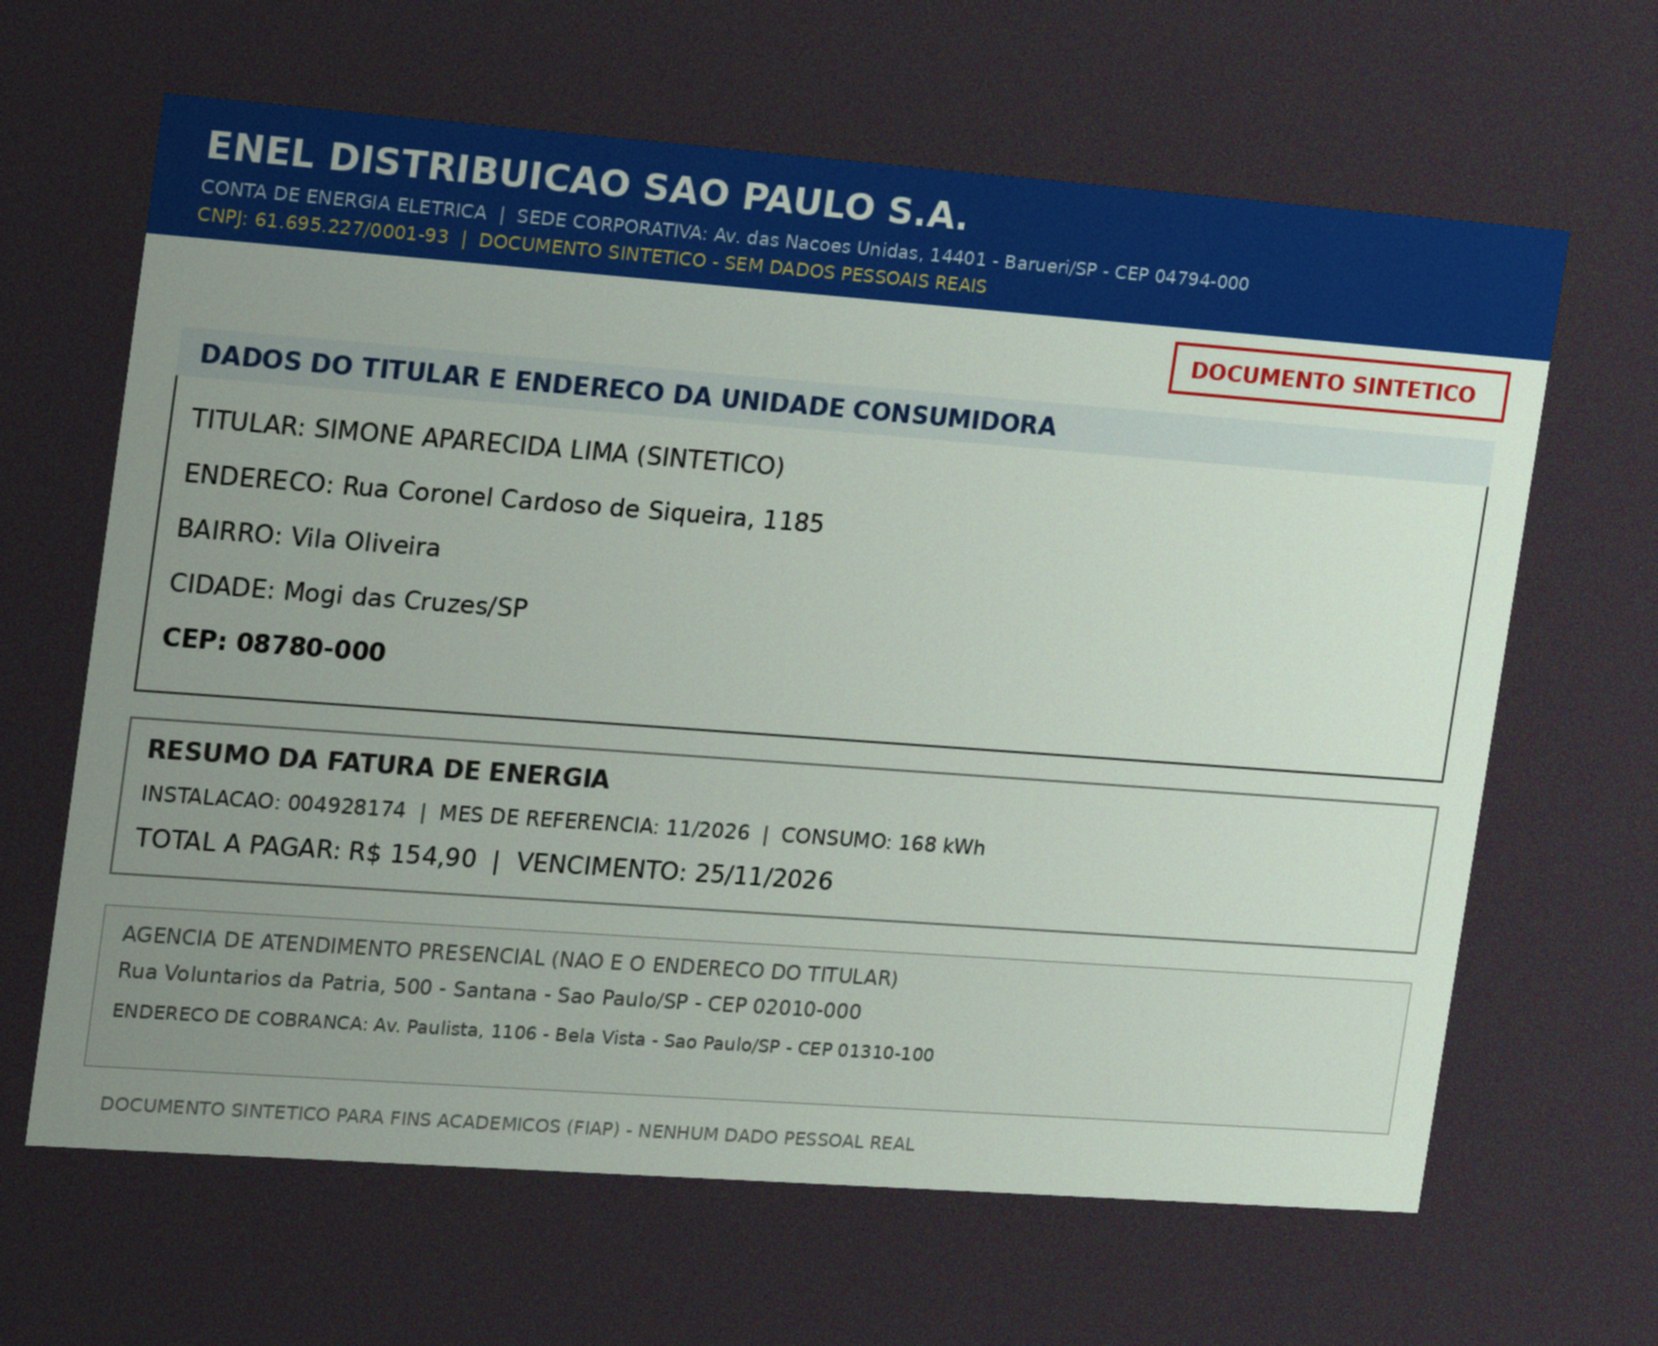 ENEL DISTRIBUICAO SAO PAULO S.A.
CONTA DE ENERGIA ELETRICA | SEDE CORPORATIVA: Av. das Nacoes Unidas, 14401 - Barueri/SP - CEP 04794-000
CNPJ: 61.695.227/0001-93 | DOCUMENTO SINTETICO - SEM DADOS PESSOAIS REAIS
DOCUMENTO SINTETICO
DADOS DO TITULAR E ENDERECO DA UNIDADE CONSUMIDORA
TITULAR: SIMONE APARECIDA LIMA (SINTETICO)
ENDERECO: Rua Coronel Cardoso de Siqueira, 1185
BAIRRO: Vila Oliveira
CIDADE: Mogi das Cruzes/SP
CEP: 08780-000
RESUMO DA FATURA DE ENERGIA
INSTALACAO: 004928174 | MES DE REFERENCIA: 11/2026 | CONSUMO: 168 kWh
TOTAL A PAGAR: R$ 154,90 | VENCIMENTO: 25/11/2026
AGENCIA DE ATENDIMENTO PRESENCIAL (NAO E O ENDERECO DO TITULAR)
Rua Voluntarios da Patria, 500 - Santana - Sao Paulo/SP - CEP 02010-000
ENDERECO DE COBRANCA: Av. Paulista, 1106 - Bela Vista - Sao Paulo/SP - CEP 01310-100
DOCUMENTO SINTETICO PARA FINS ACADEMICOS (FIAP) - NENHUM DADO PESSOAL REAL